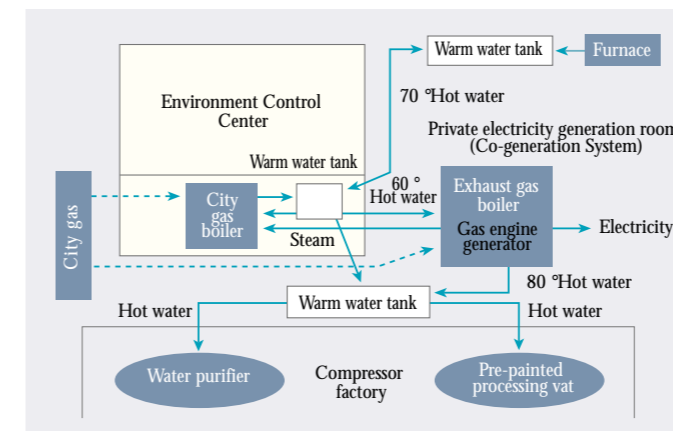 Warm water tank
Furnace
70 °Hot water
Environment Control
Center
Private electricity generation room
(Co-generation System)
Warm water tank
60 °
Hot water
City gas
City
gas
boiler
Exhaust gas
boiler
Gas engine
generator
Electricity
Steam
80 °Hot water
Hot water
Warm water tank
Hot water
Water purifier
Compressor
factory
Pre-painted
processing vat